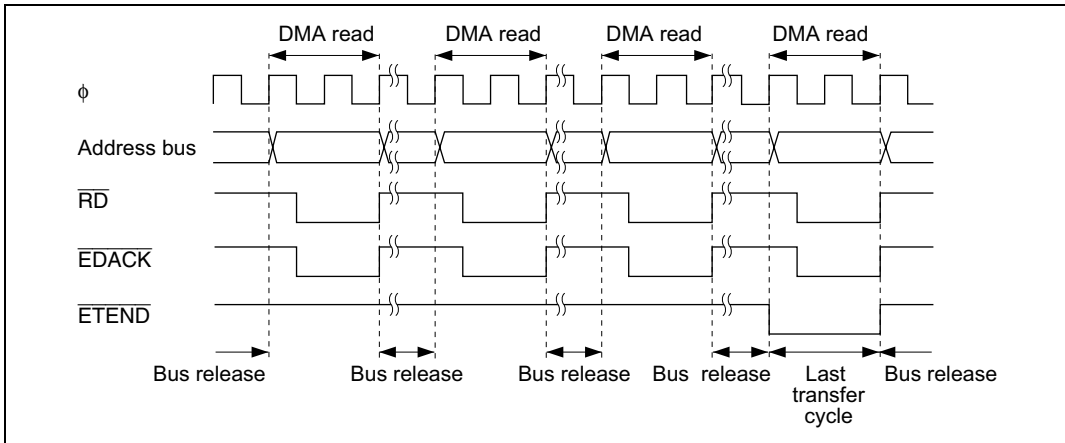 DMA read DMA read DMA read DMA read
ϕ
Address bus
RD
EDACK
ETEND
Bus release Bus release Bus release Bus release Last transfer cycle Bus release